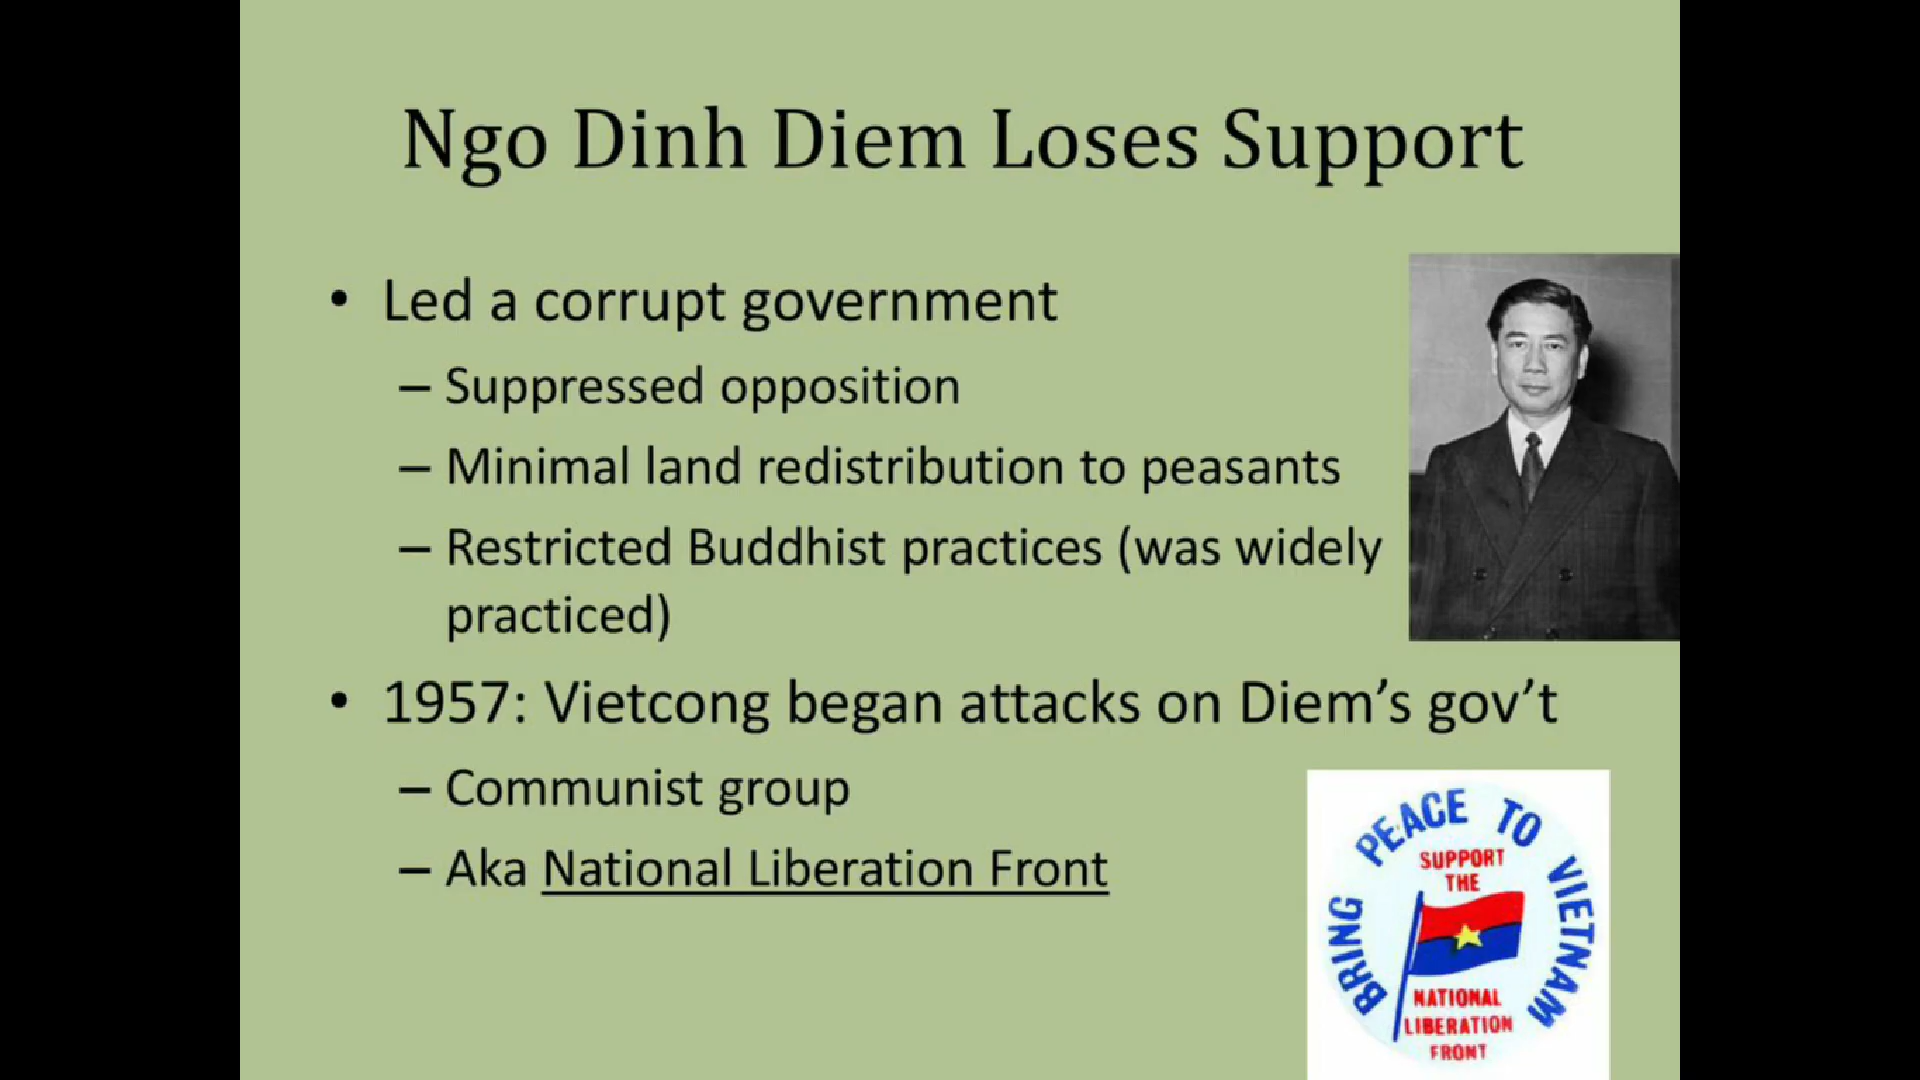 Ngo Dinh Diem Loses Support
• Led a corrupt government
– Suppressed opposition
– Minimal land redistribution to peasants
– Restricted Buddhist practices (was widely
practiced)
• 1957: Vietcong began attacks on Diem’s gov’t
– Communist group
– Aka National Liberation Front
BRING PEACE TO VIETNAM
SUPPORT
THE
NATIONAL
LIBERATION
FRONT